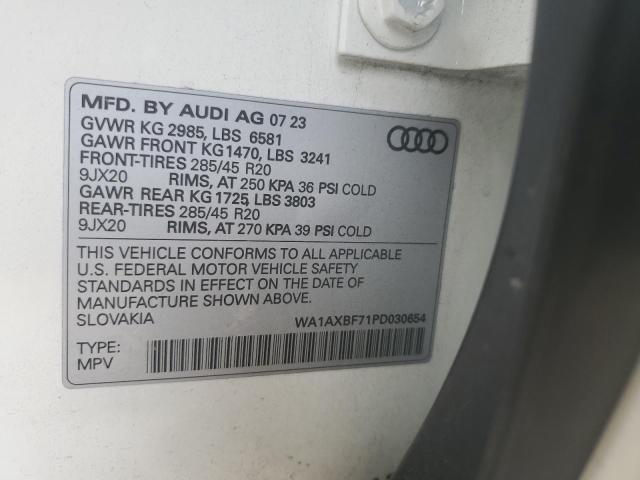 MFD. BY AUDI AG 07 23
GVWR KG 2985, LBS 6581
GAWR FRONT KG 1470, LBS 3241
FRONT-TIRES 285/45 R20
9JX20 RIMS, AT 250 KPA 36 PSI COLD
GAWR REAR KG 1725, LBS 3803
REAR-TIRES 285/45 R20
9JX20 RIMS, AT 270 KPA 39 PSI COLD
THIS VEHICLE CONFORMS TO ALL APPLICABLE
U.S. FEDERAL MOTOR VEHICLE SAFETY
STANDARDS IN EFFECT ON THE DATE OF
MANUFACTURE SHOWN ABOVE.
SLOVAKIA WA1AXBF71PD030654
TYPE:
MPV